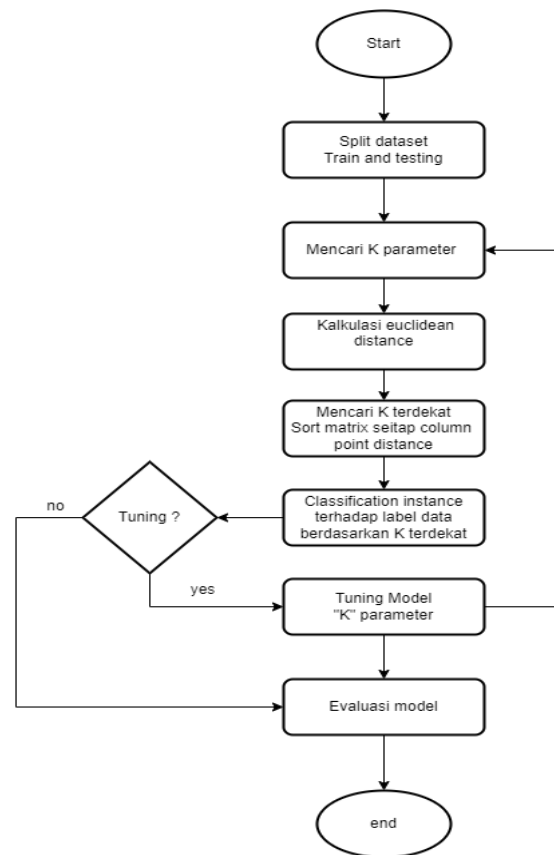 Start
Split dataset
Train and testing
Mencari K parameter
Kalkulasi euclidean
distance
Mencari K terdekat
Sort matrix seitap column
point distance
Classification instance
terhadap label data
berdasarkan K terdekat
Tuning ?
no
yes
Tuning Model
"K" parameter
Evaluasi model
end